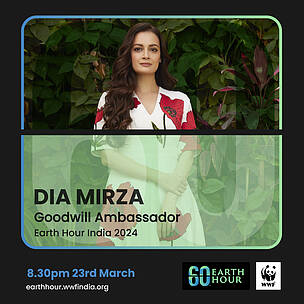 DIA MIRZA
Goodwill Ambassador
Earth Hour India 2024
8.30pm 23rd March
earthhour.wwfindia.org
60 EARTH
HOUR
WWF